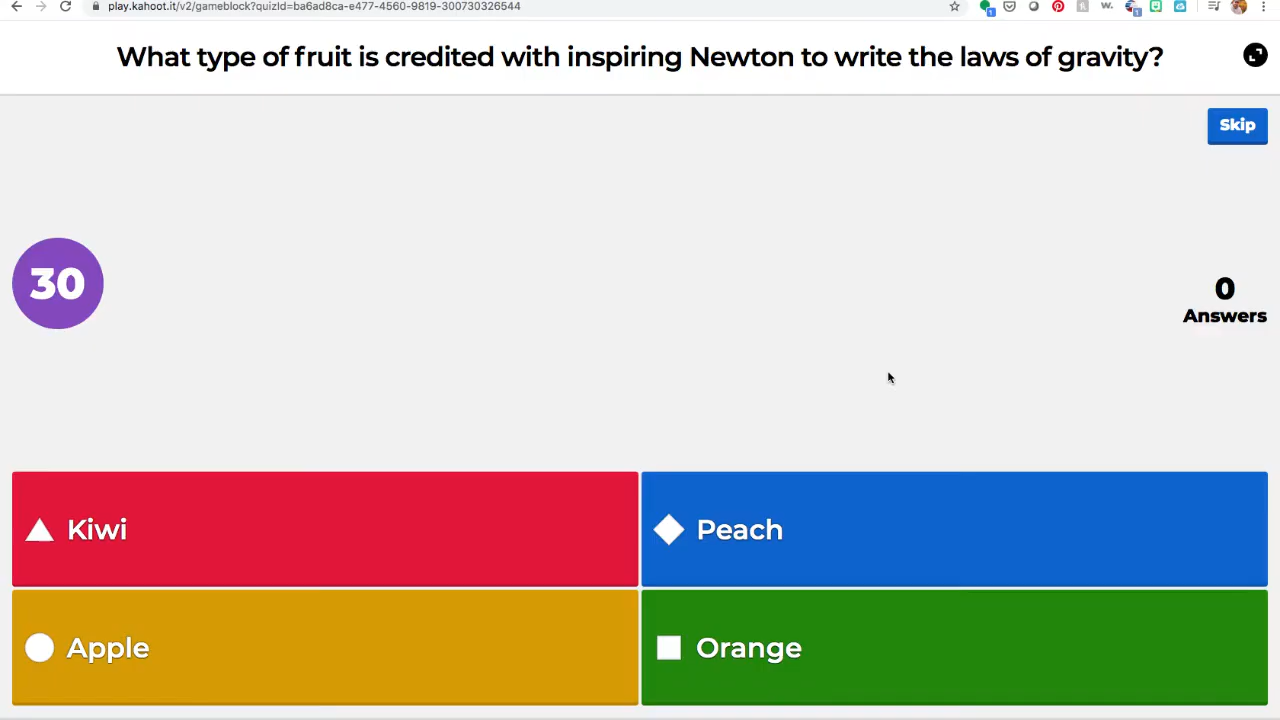 play.kahoot.it/v2/gameblock?quizId=ba6ad8ca-e477-4560-9819-300730326544
What type of fruit is credited with inspiring Newton to write the laws of gravity?
Skip
30
0
Answers
Kiwi
Peach
Apple
Orange